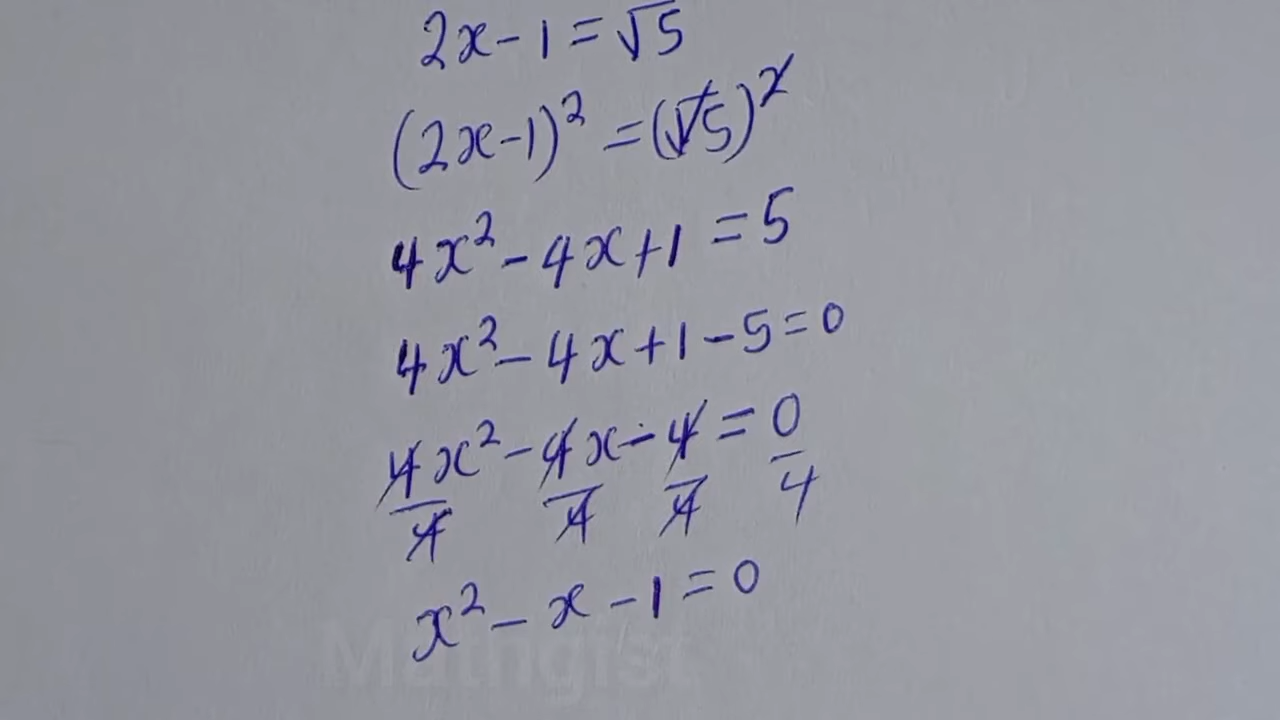 2x-1=√5
(2x-1)²=(√5)²
4x²-4x+1=5
4x²-4x+1-5=0
4x²/4-4x/4-4/4=0/4
x²-x-1=0
Mathgist